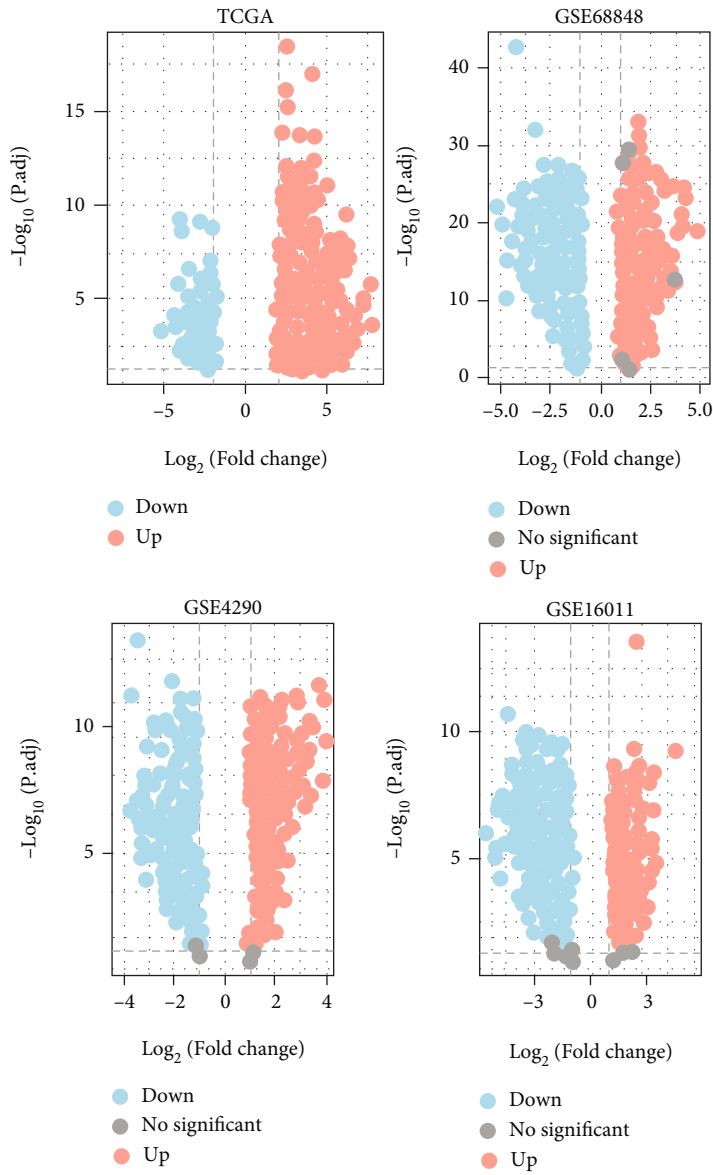 TCGA
15
10
5
−Log10 (P.adj)
−5 0 5
Log2 (Fold change)
Down
Up
GSE68848
40
30
20
10
0
−Log10 (P.adj)
−5.0 −2.5 0.0 2.5 5.0
Log2 (Fold change)
Down
No significant
Up
GSE4290
10
5
−Log10 (P.adj)
−4 −2 0 2 4
Log2 (Fold change)
Down
No significant
Up
GSE16011
10
5
−Log10 (P.adj)
−3 0 3
Log2 (Fold change)
Down
No significant
Up